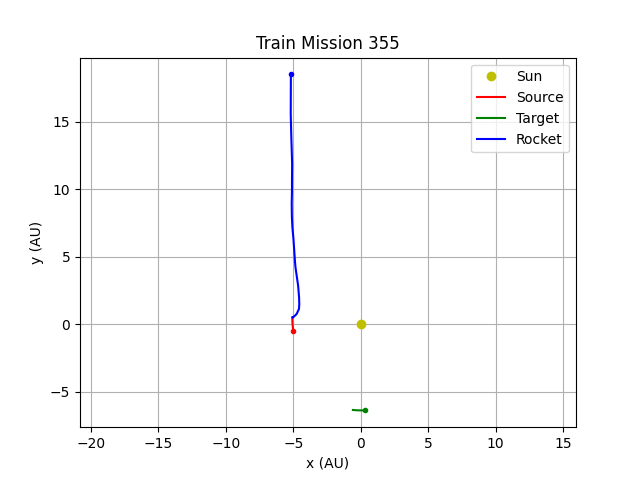 Train Mission 355
Sun
Source
Target
Rocket
y (AU)
15
10
5
0
−5
−20
−15
−10
−5
0
5
10
15
x (AU)